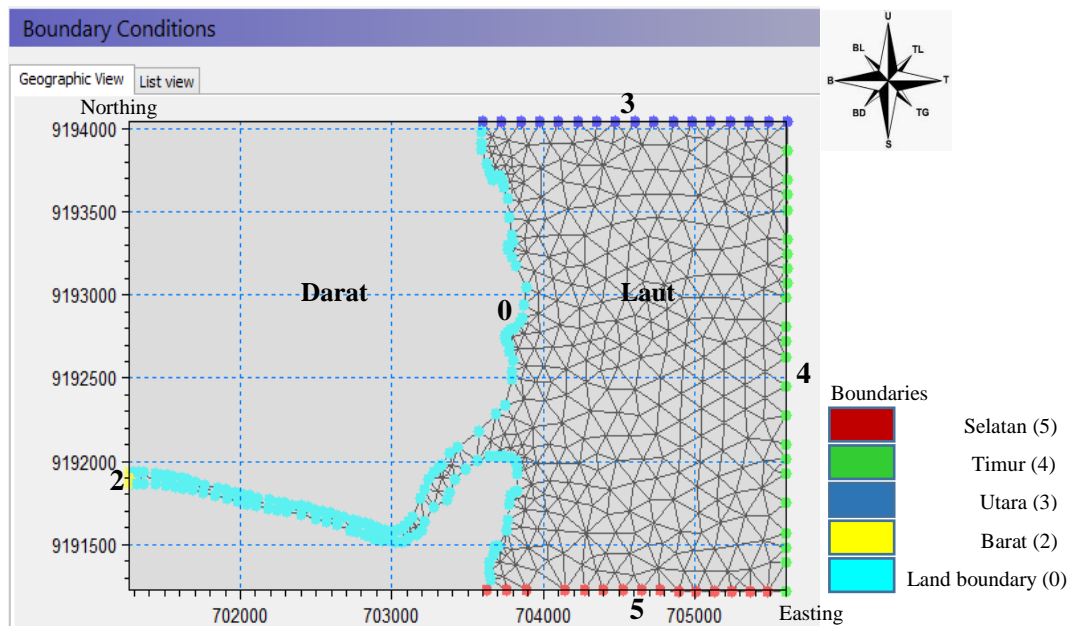 Boundary Conditions
Geographic View
List view
Northing
3
9194000
9193500
9193000
9192500
9192000
9191500
Darat
Laut
0
4
2
5
702000
703000
704000
705000
Easting
U
BL
TL
B
T
BD
TG
S
Boundaries
Selatan (5)
Timur (4)
Utara (3)
Barat (2)
Land boundary (0)